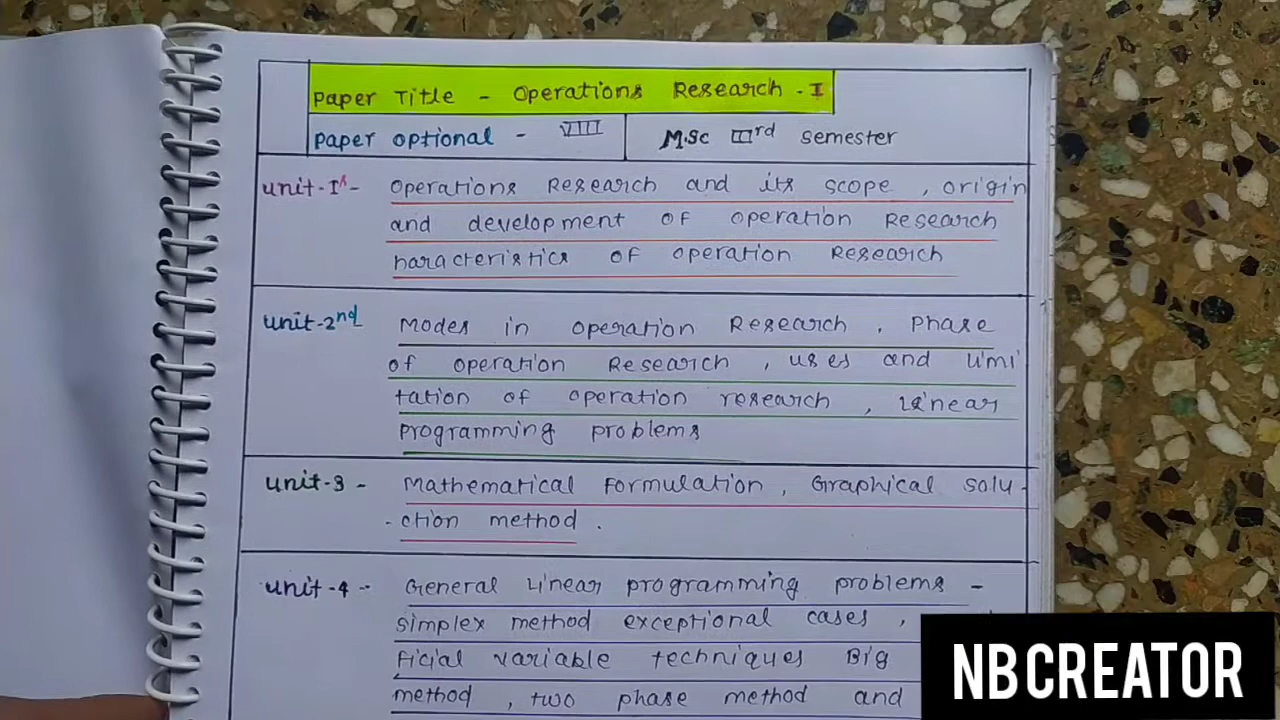 Paper Title - Operations Research - I
Paper optional - VIII
M.Sc IIIrd semester
unit-Is - Operations Research and its scope , origin
and development of operation Research
haracteristics of operation Research
unit-2nd Modes in operation Research , Phase
of operation Research , uses and Limi
tation of operation research , Linear
programming problems
unit-3 - Mathematical Formulation , Graphical Solu-
-ction method .
unit-4 - General Linear programming problems -
simplex method exceptional cases ,
ficial variable techniques Big
method , two phase method and
NB CREATOR